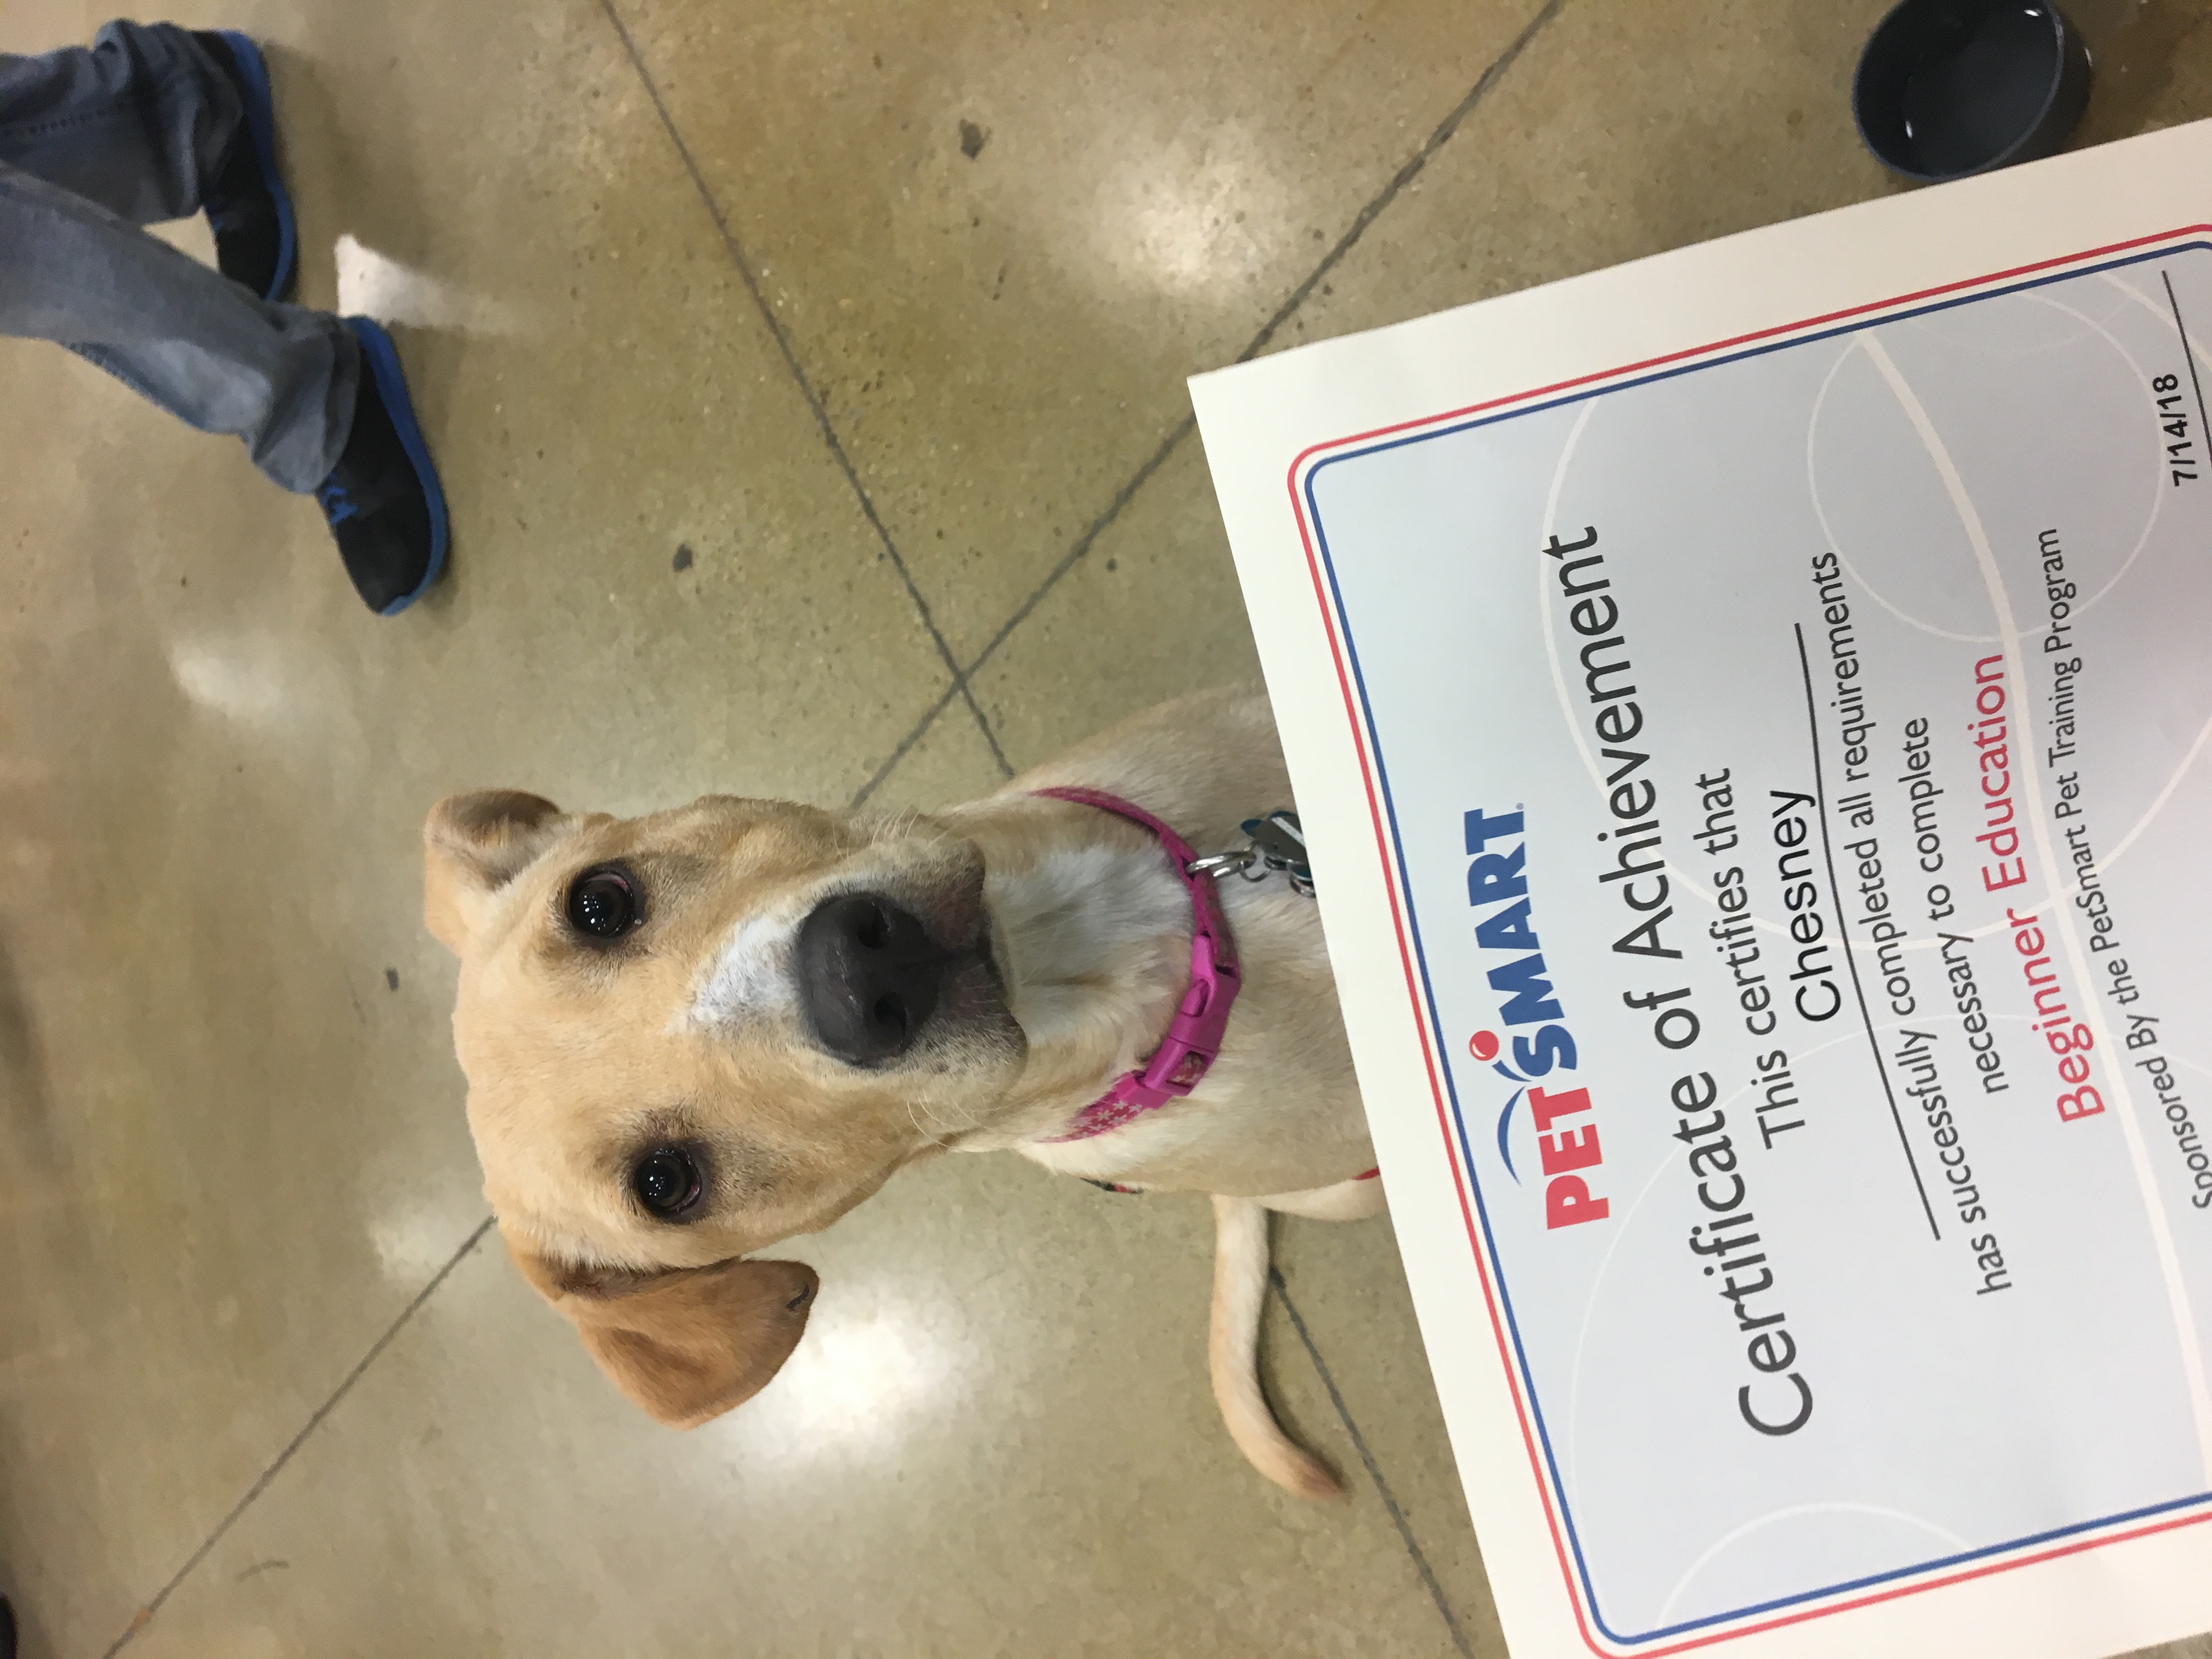 PETSMART
Certificate of Achievement
This certifies that
Chesney
has successfully completed all requirements
necessary to complete
Beginner Education
Sponsored By the PetSmart Pet Training Program
7/14/18